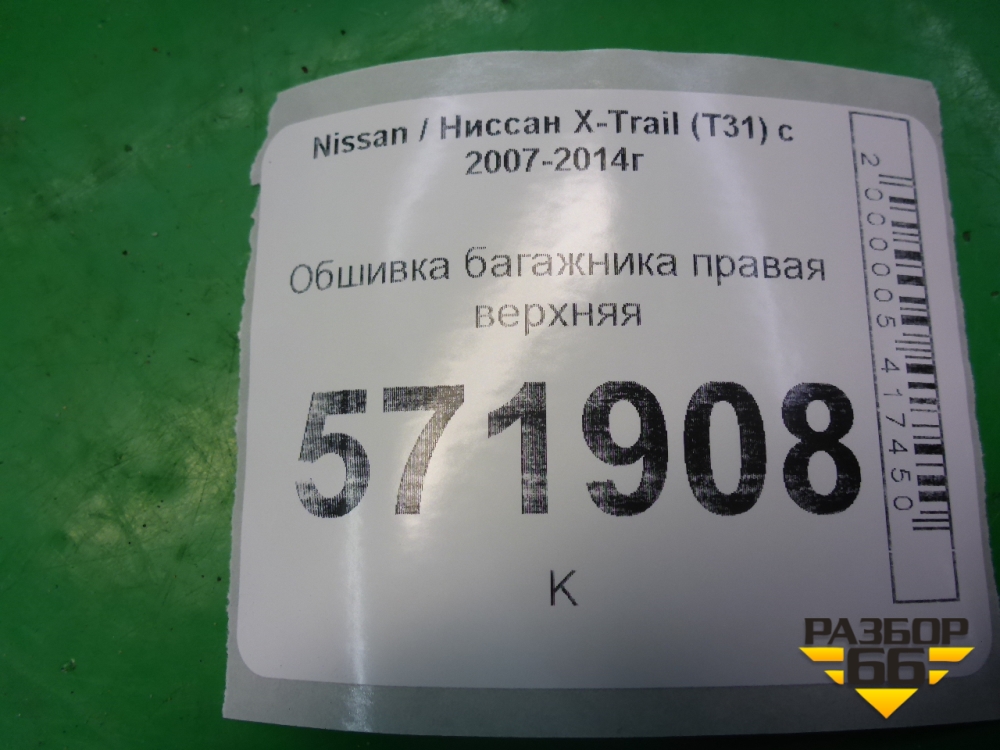 Nissan / Ниссан X-Trail (T31) с
2007-2014г
Обшивка багажника правая
верхняя
571908
К
2000005417450
РАЗБОР
66